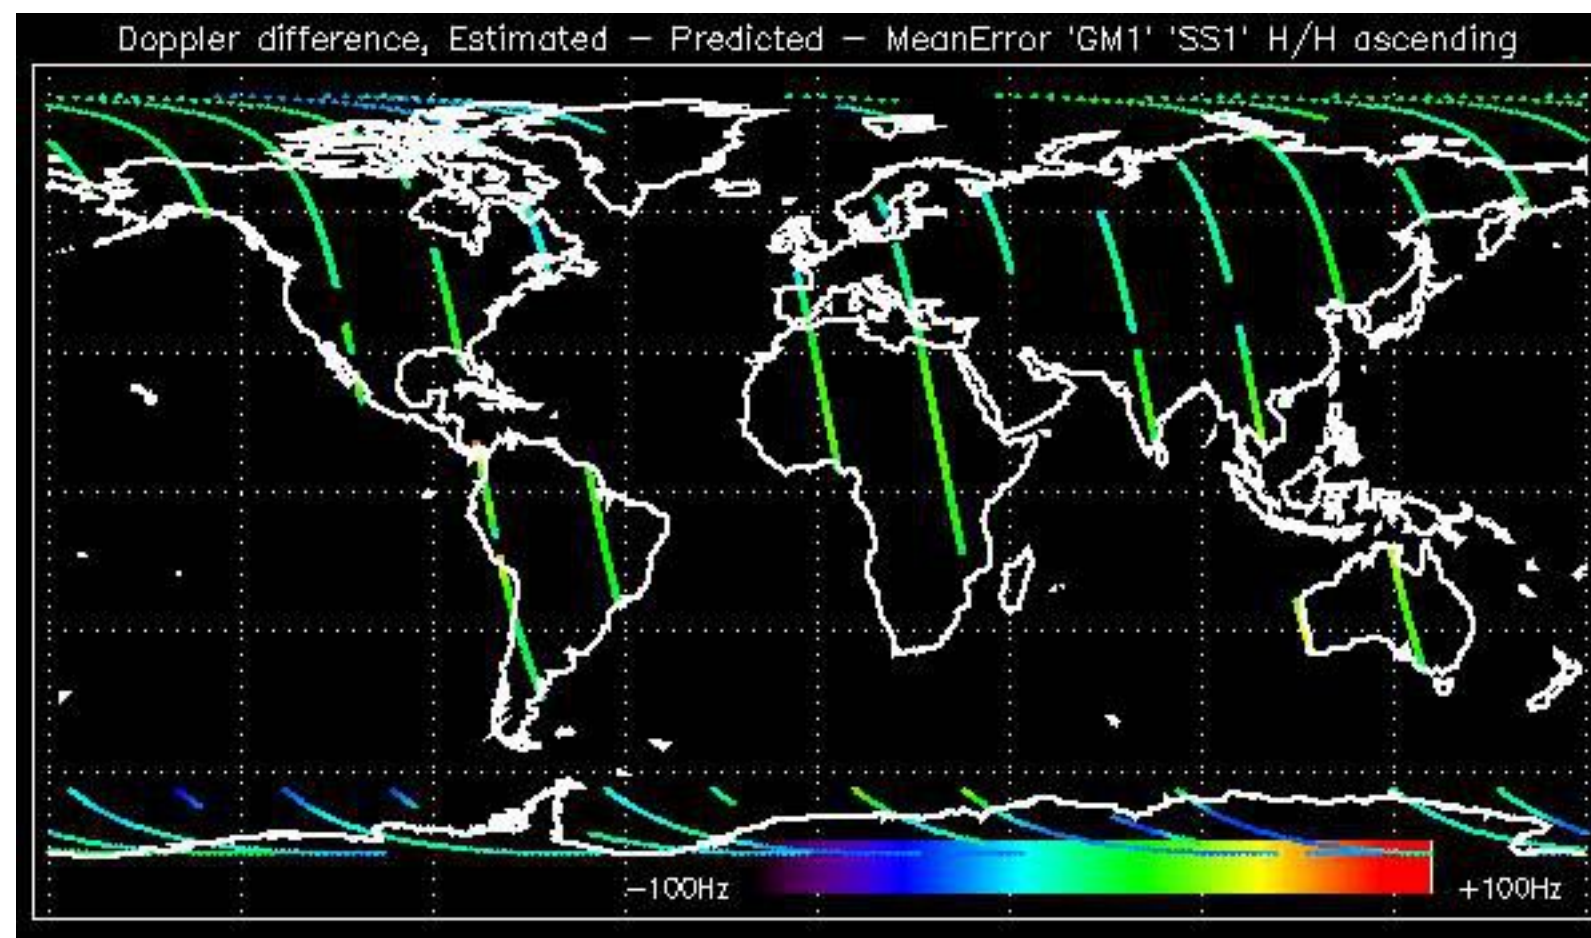 Doppler difference, Estimated − Predicted − MeanError 'GM1' 'SS1' H/H ascending
−100Hz
+100Hz